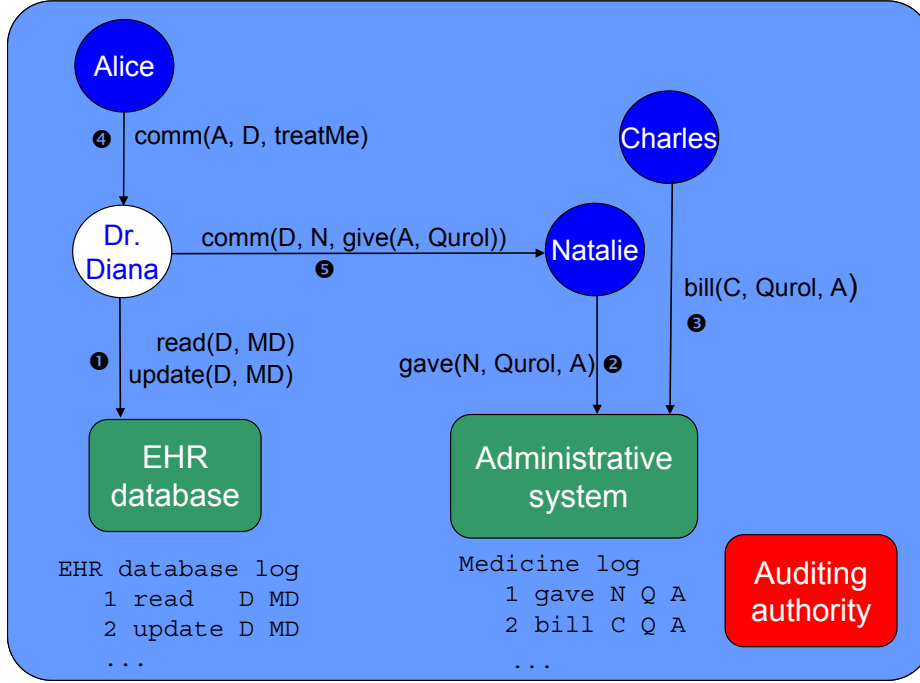 Alice
❹ comm(A, D, treatMe)
Charles
Dr.
Diana
comm(D, N, give(A, Qurol))
❺
Natalie
bill(C, Qurol, A)
❸
❶
read(D, MD)
update(D, MD)
gave(N, Qurol, A) ❷
EHR
database
Administrative
system
EHR database log
1 read D MD
2 update D MD
...
Medicine log
1 gave N Q A
2 bill C Q A
...
Auditing
authority